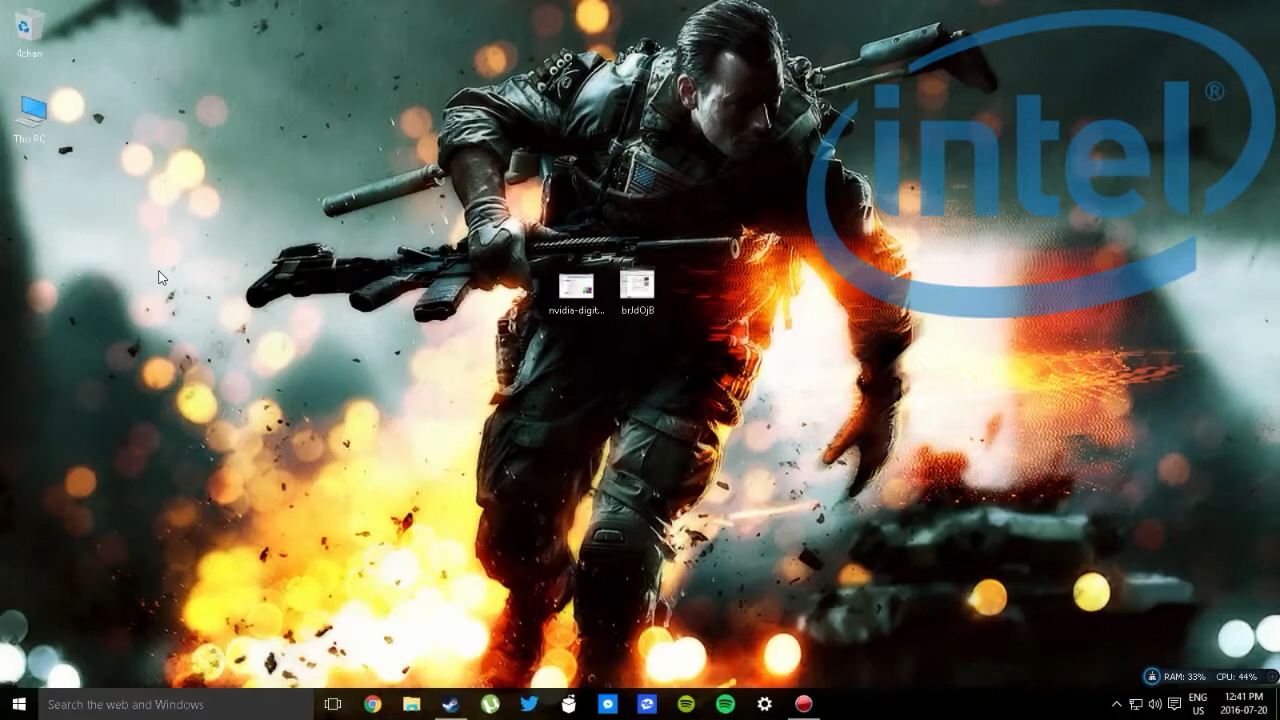 4chan
This PC
intel®
nvidia-digit...
brJdOjB
RAM: 33% CPU: 44%
Search the web and Windows
ENG
US
12:41 PM
2016-07-20